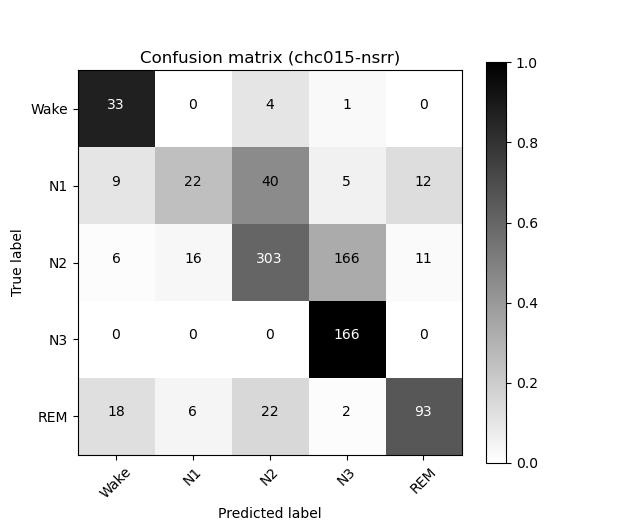 Confusion matrix (chc015-nsrr)
True label
Wake 33 0 4 1 0
N1 9 22 40 5 12
N2 6 16 303 166 11
N3 0 0 0 166 0
REM 18 6 22 2 93
Wake N1 N2 N3 REM
Predicted label
1.0
0.8
0.6
0.4
0.2
0.0